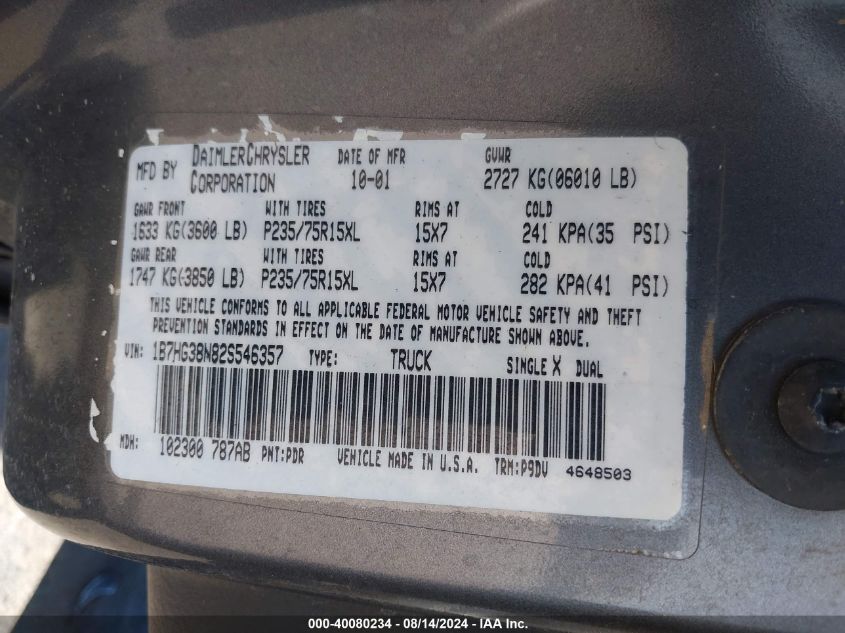 MFD BY DAIMLERCHRYSLER CORPORATION DATE OF MFR 10-01 GVWR 2727 KG(06010 LB)
GAWR FRONT WITH TIRES RIMS AT COLD
1633 KG(3600 LB) P235/75R15XL 15X7 241 KPA(35 PSI)
GAWR REAR WITH TIRES RIMS AT COLD
1747 KG(3850 LB) P235/75R15XL 15X7 282 KPA(41 PSI)
THIS VEHICLE CONFORMS TO ALL APPLICABLE FEDERAL MOTOR VEHICLE SAFETY AND THEFT
PREVENTION STANDARDS IN EFFECT ON THE DATE OF MANUFACTURE SHOWN ABOVE.
VIN: 1B7HG38N82S546357 TYPE: TRUCK SINGLE X DUAL
MDH: 102300 787AB PNT:PDR VEHICLE MADE IN U.S.A. TRM:P9DV 4648503
000-40080234 - 08/14/2024 - IAA Inc.